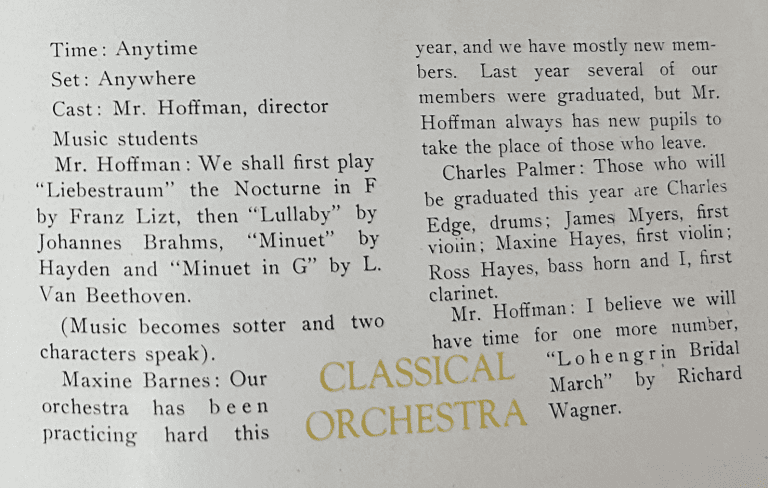 Time: Anytime
Set: Anywhere
Cast: Mr. Hoffman, director
Music students
Mr. Hoffman: We shall first play
“Liebestraum” the Nocturne in F
by Franz Lizt, then “Lullaby” by
Johannes Brahms, “Minuet” by
Hayden and “Minuet in G” by L.
Van Beethoven.
(Music becomes sotter and two
characters speak).
Maxine Barnes: Our
orchestra has been
practicing hard this
year, and we have mostly new mem-
bers. Last year several of our
members were graduated, but Mr.
Hoffman always has new pupils to
take the place of those who leave.
Charles Palmer: Those who will
be graduated this year are Charles
Edge, drums; James Myers, first
violin; Maxine Hayes, first violin;
Ross Hayes, bass horn and I, first
clarinet.
Mr. Hoffman: I believe we will
have time for one more number,
“Lohengrin Bridal
March” by Richard
Wagner.
CLASSICAL
ORCHESTRA